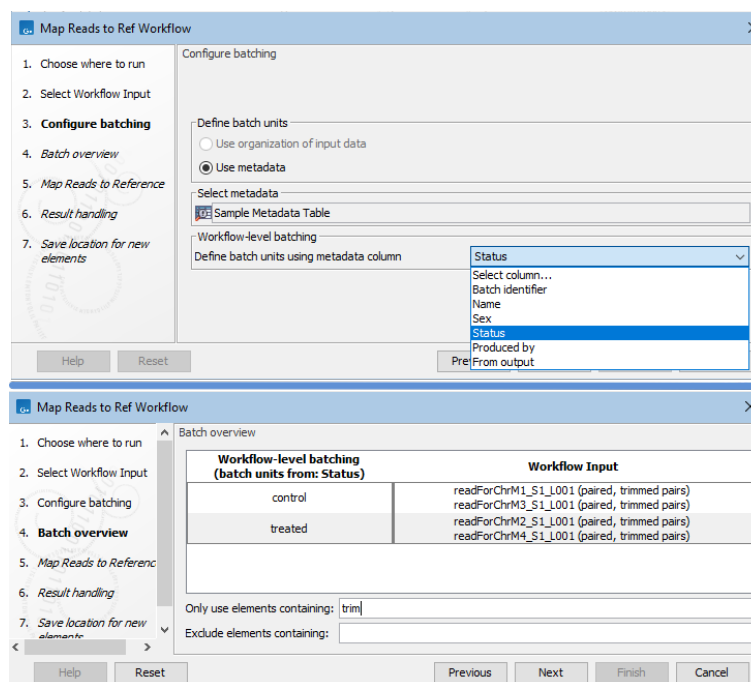 Map Reads to Ref Workflow
1. Choose where to run
2. Select Workflow Input
3. Configure batching
4. Batch overview
5. Map Reads to Reference
6. Result handling
7. Save location for new
elements
Configure batching
Define batch units
Use organization of input data
Use metadata
Select metadata
Sample Metadata Table
Workflow-level batching
Define batch units using metadata column
Status
Select column...
Batch identifier
Name
Sex
Status
Produced by
From output
Help
Reset
Pre
Map Reads to Ref Workflow
1. Choose where to run
2. Select Workflow Input
3. Configure batching
4. Batch overview
5. Map Reads to Referenc
6. Result handling
7. Save location for new
elements
Batch overview
Workflow-level batching
(batch units from: Status)
Workflow Input
control
readForChrM1_S1_L001 (paired, trimmed pairs)
readForChrM3_S1_L001 (paired, trimmed pairs)
treated
readForChrM2_S1_L001 (paired, trimmed pairs)
readForChrM4_S1_L001 (paired, trimmed pairs)
Only use elements containing: trim
Exclude elements containing:
Help
Reset
Previous
Next
Finish
Cancel